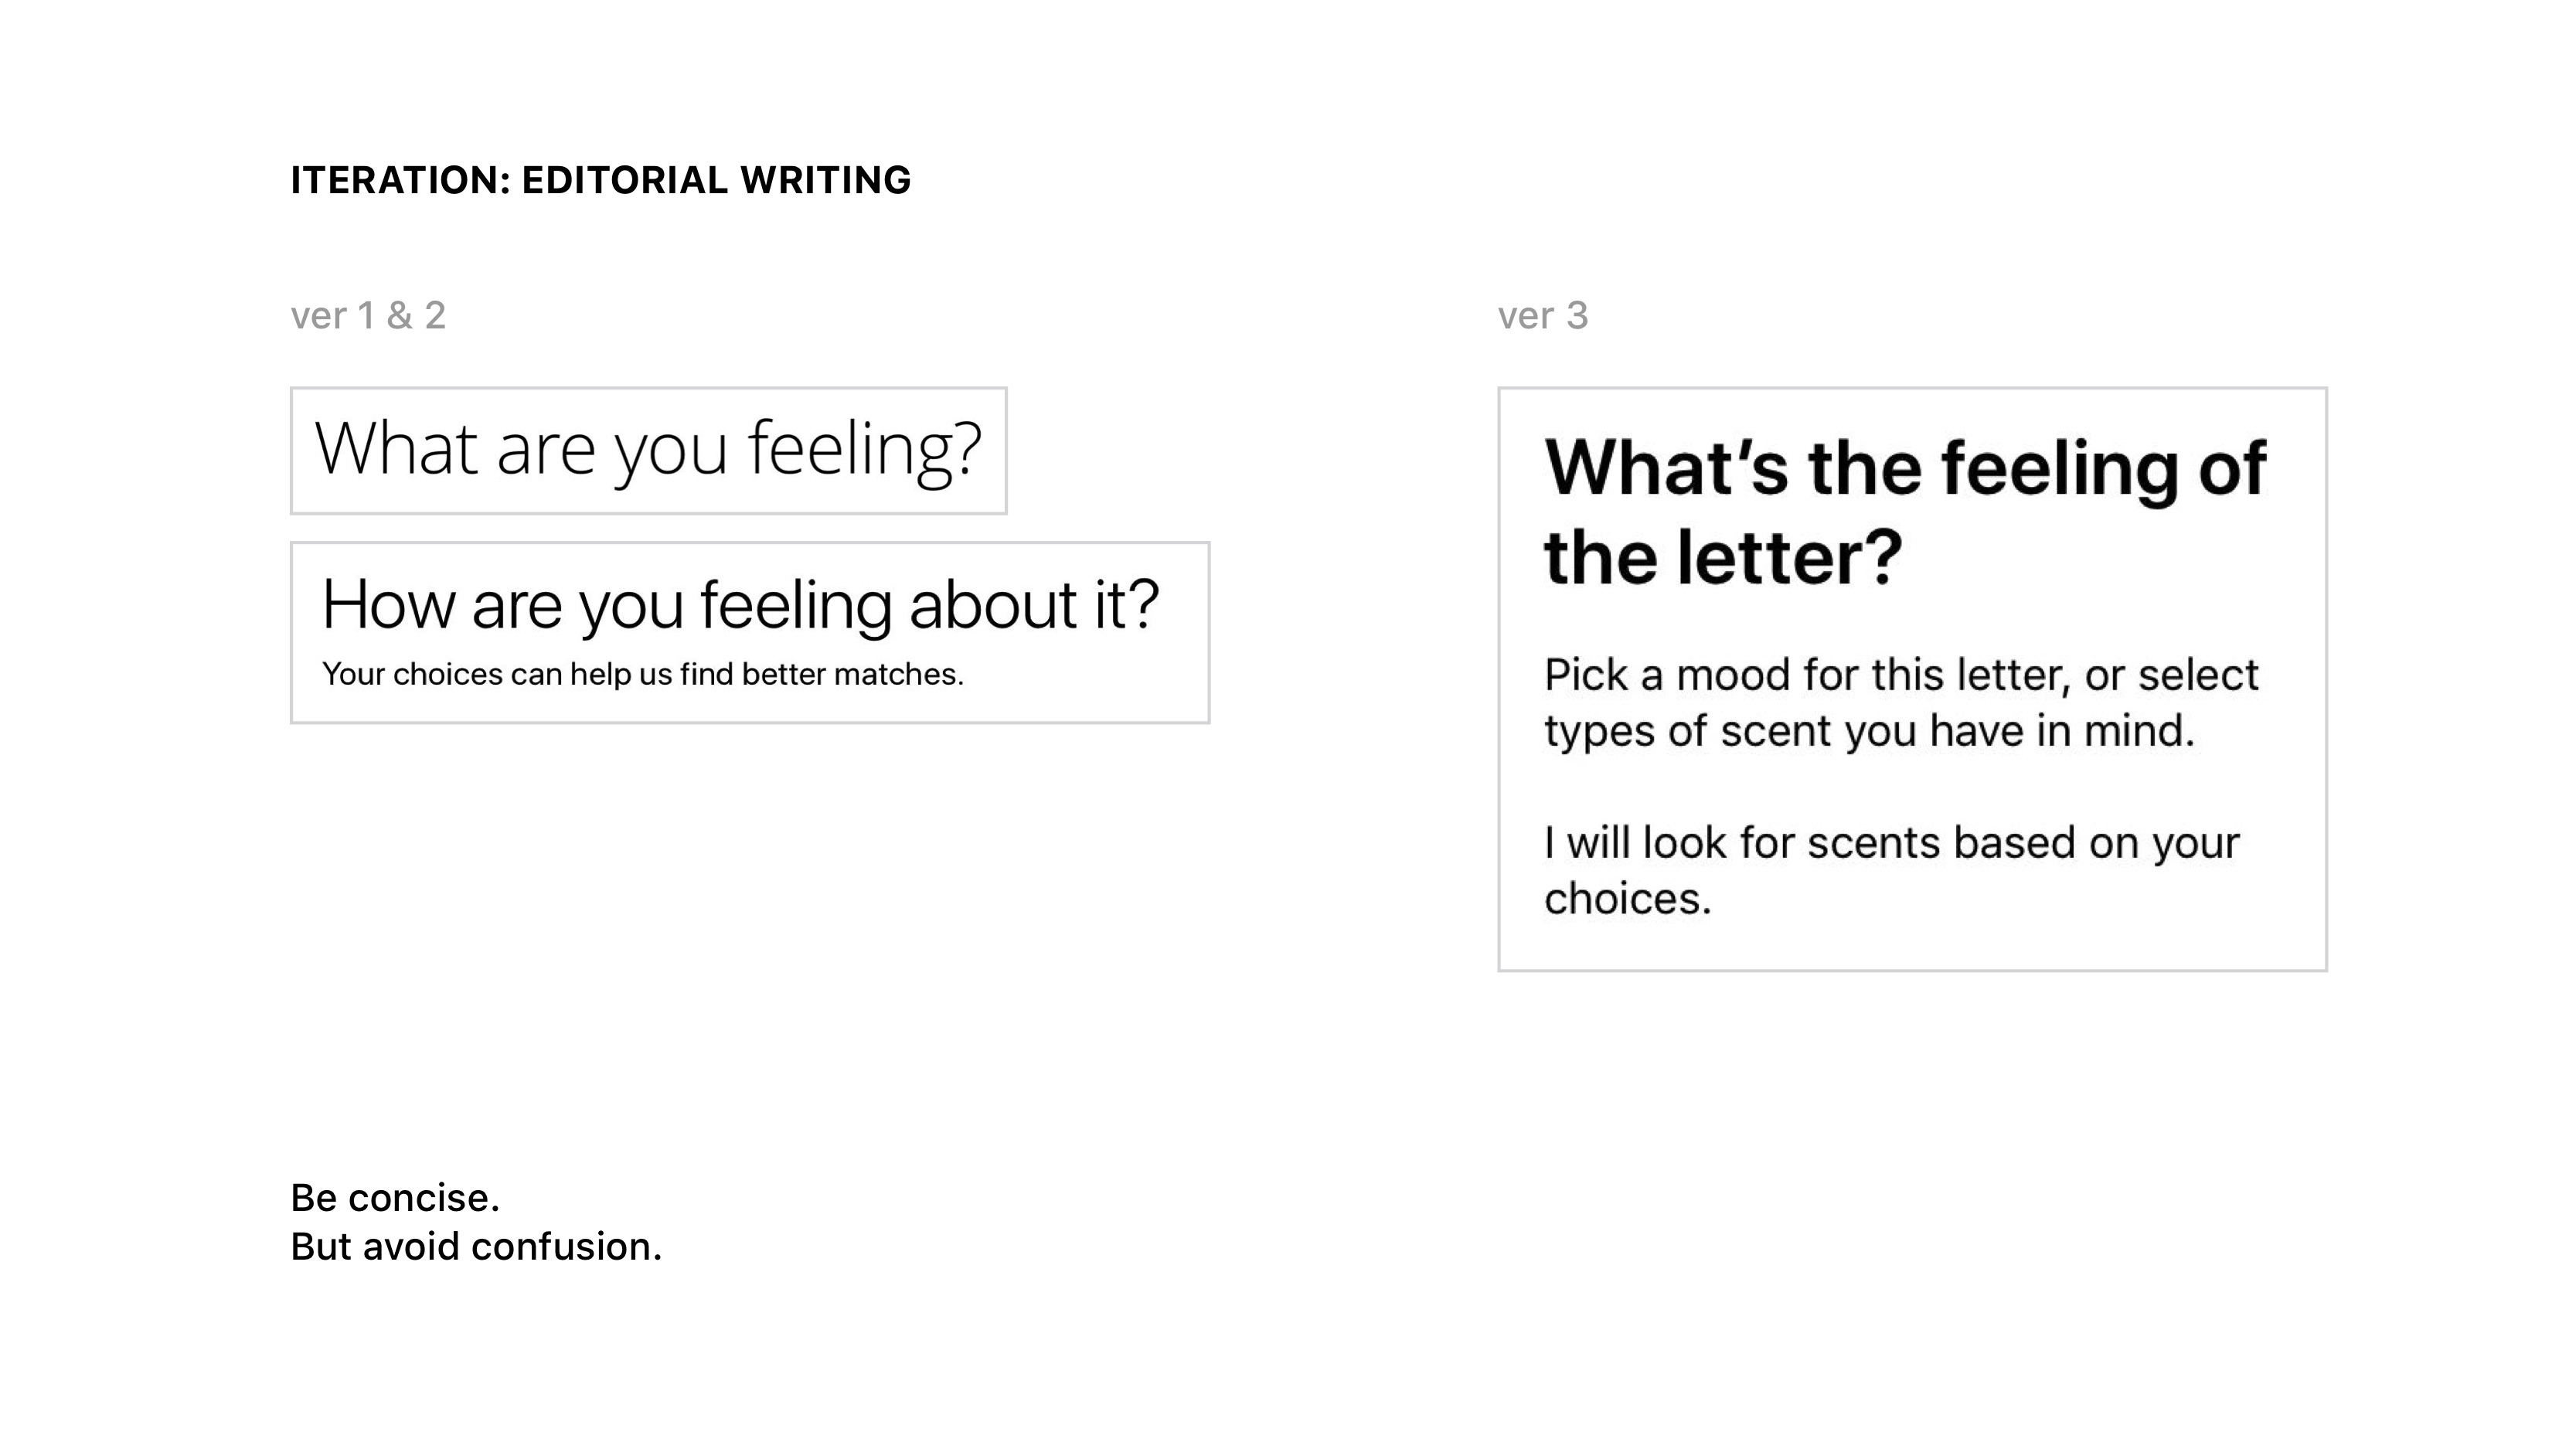 ITERATION: EDITORIAL WRITING
ver 1 & 2
What are you feeling?
How are you feeling about it?
Your choices can help us find better matches.
ver 3
What’s the feeling of
the letter?
Pick a mood for this letter, or select
types of scent you have in mind.
I will look for scents based on your
choices.
Be concise.
But avoid confusion.